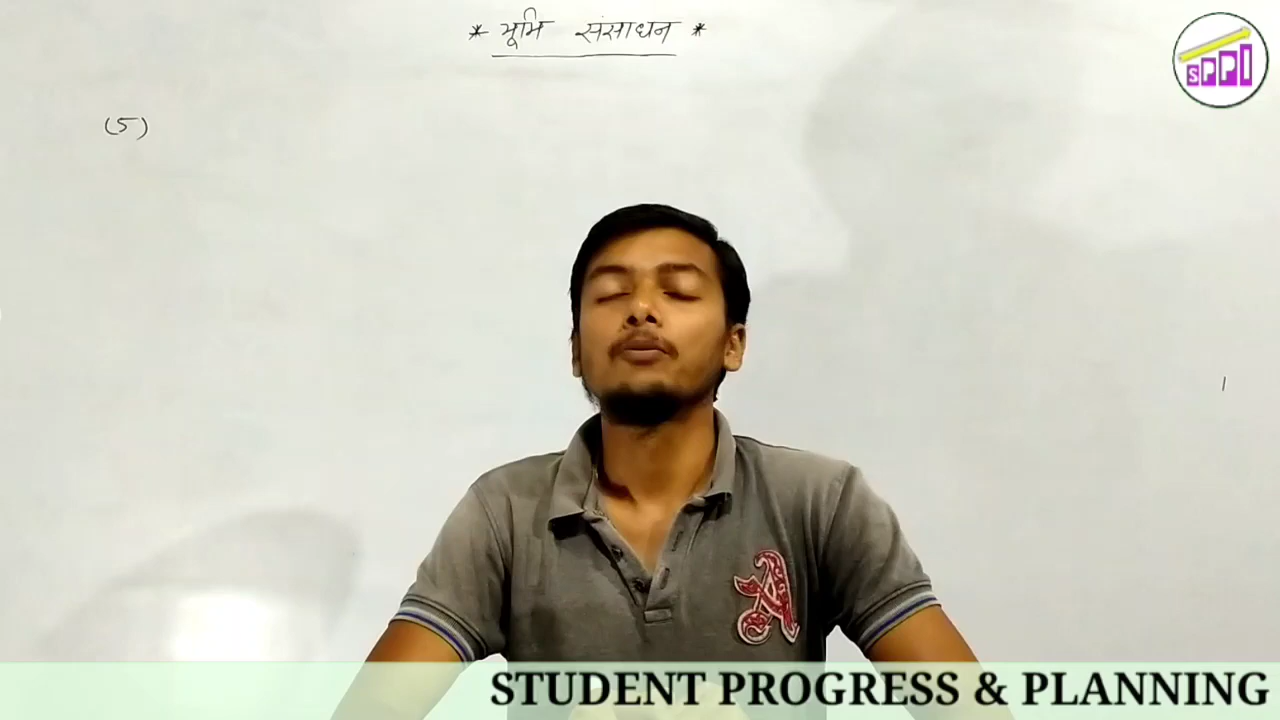 * भूमि संसाधन *
SPPI
(5)
A
STUDENT PROGRESS & PLANNING